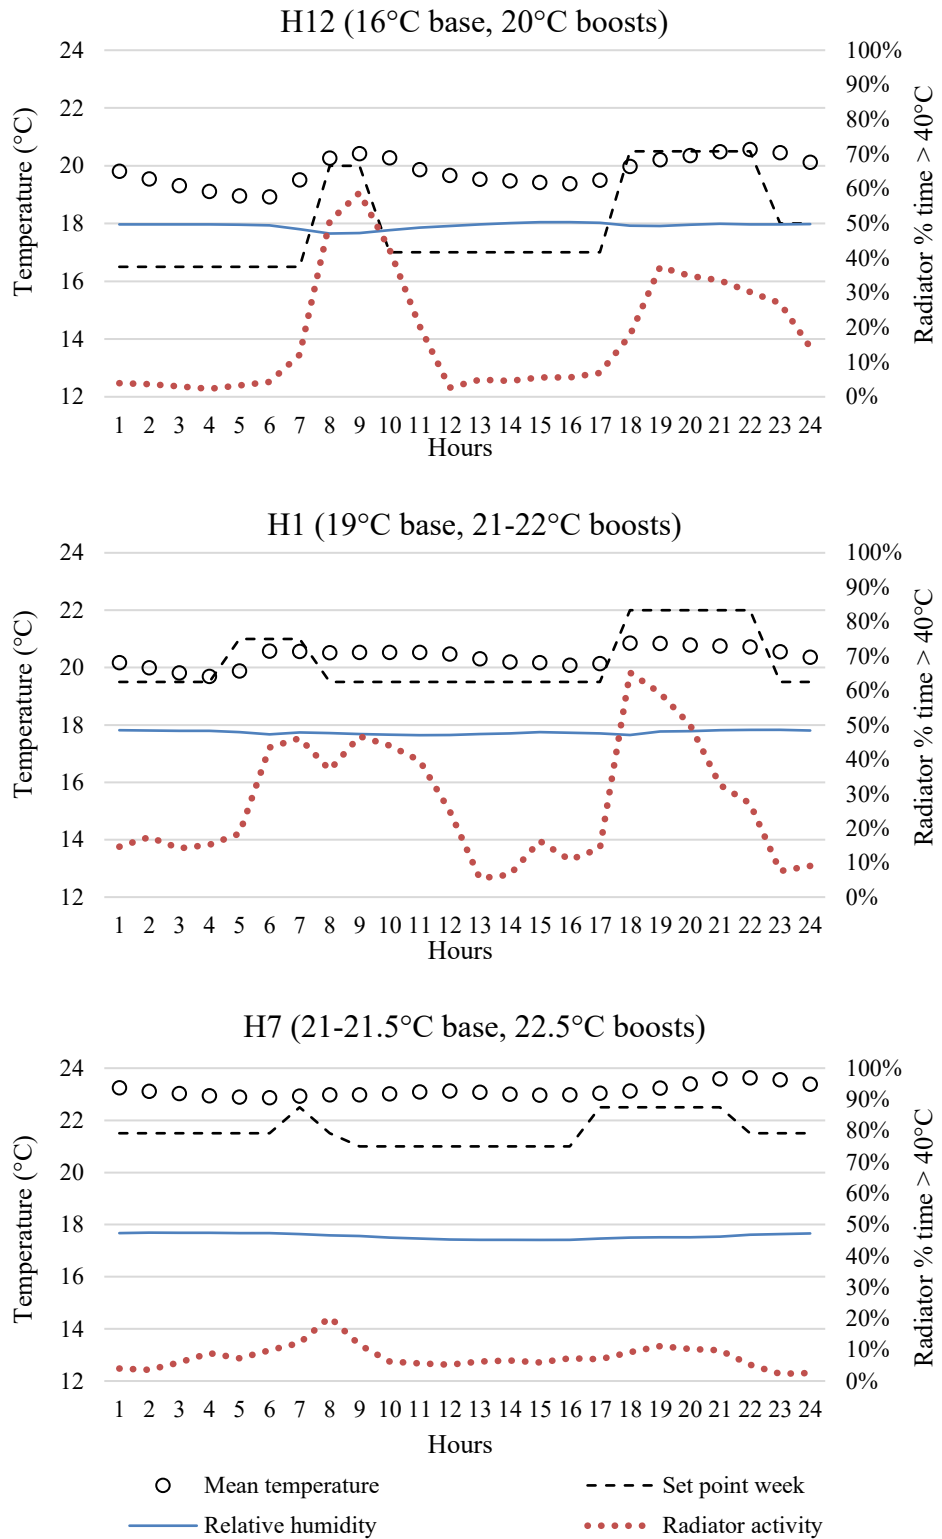 H12 (16°C base, 20°C boosts)
24 100%
90%
22 80%
70%
20 60%
18 50%
40%
16 30%
14 20%
10%
12 0%
Temperature (°C)
Radiator % time > 40°C
1 2 3 4 5 6 7 8 9 10 11 12 13 14 15 16 17 18 19 20 21 22 23 24
Hours
H1 (19°C base, 21-22°C boosts)
24 100%
90%
22 80%
70%
20 60%
18 50%
40%
16 30%
14 20%
10%
12 0%
Temperature (°C)
Radiator % time > 40°C
1 2 3 4 5 6 7 8 9 10 11 12 13 14 15 16 17 18 19 20 21 22 23 24
Hours
H7 (21-21.5°C base, 22.5°C boosts)
24 100%
90%
22 80%
70%
20 60%
18 50%
40%
16 30%
14 20%
10%
12 0%
Temperature (°C)
Radiator % time > 40°C
1 2 3 4 5 6 7 8 9 10 11 12 13 14 15 16 17 18 19 20 21 22 23 24
Hours
Mean temperature Set point week
Relative humidity Radiator activity